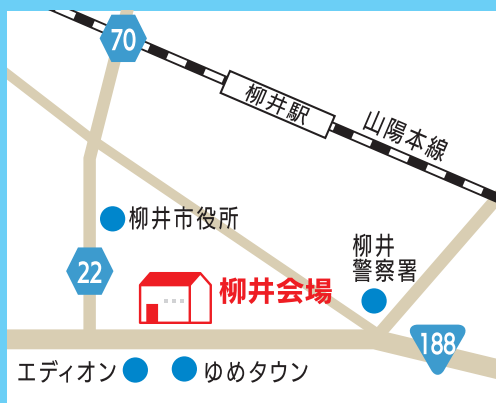 70
柳井駅
山陽本線
柳井市役所
柳井
警察署
22
柳井会場
188
エディオン
ゆめタウン